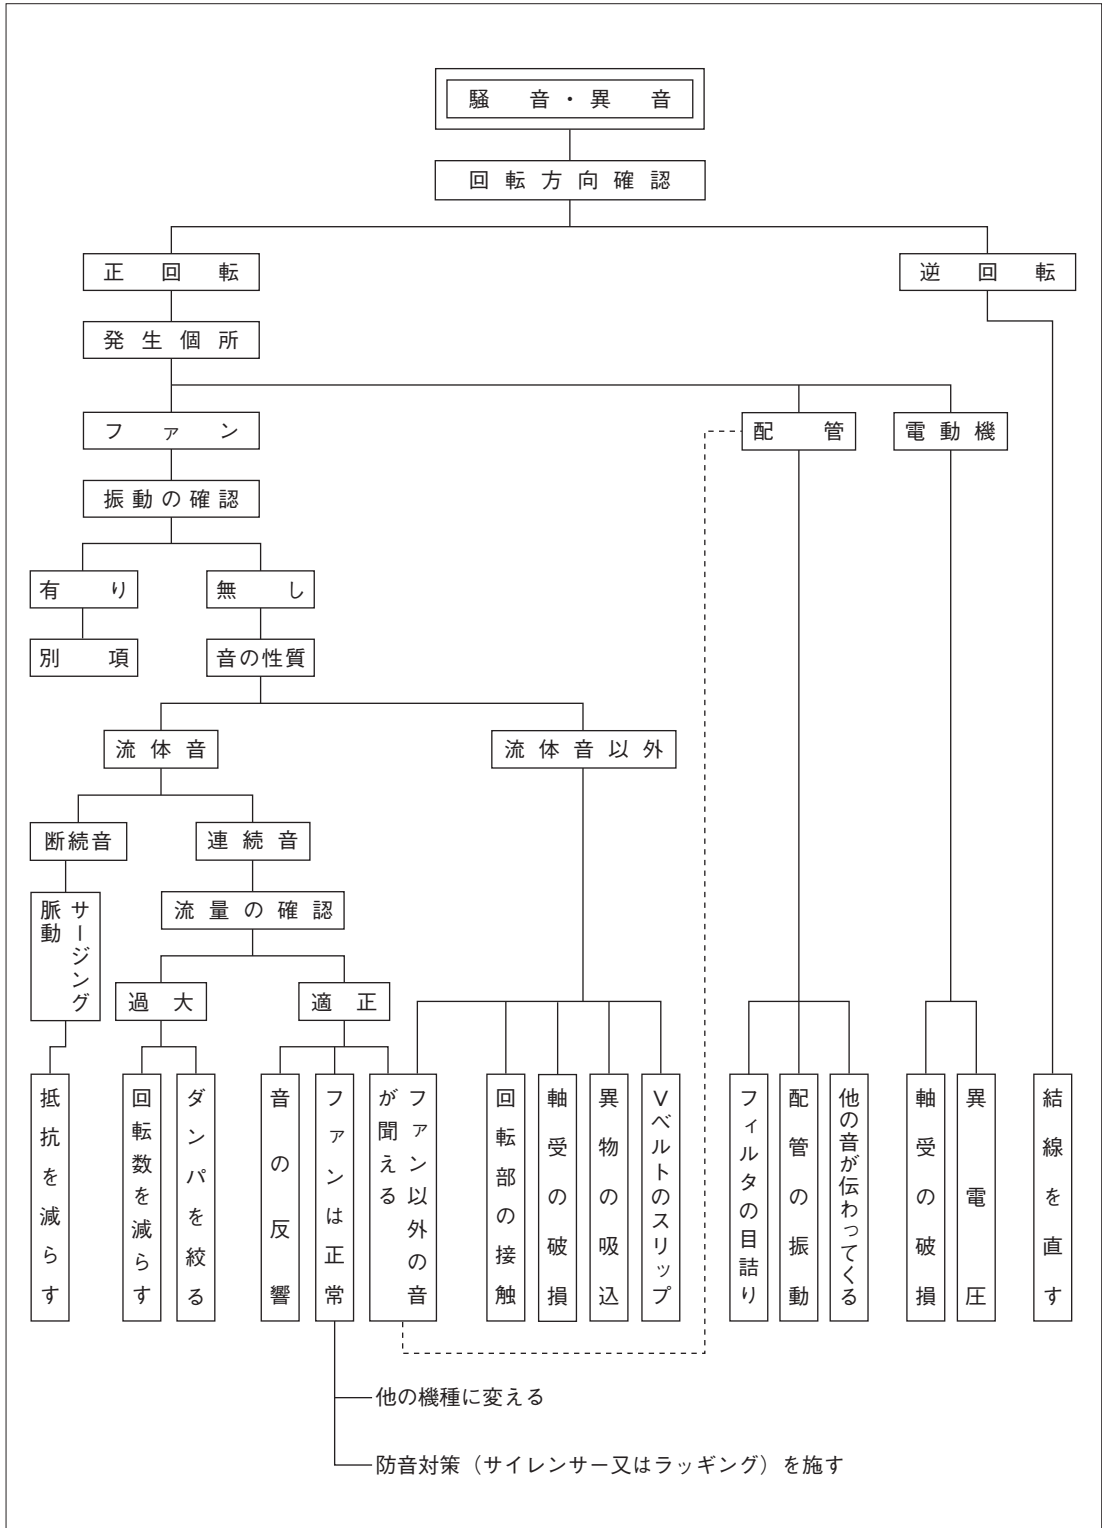 騒音・異音
回転方向確認
正回転
逆回転
発生個所
ファン
配管
電動機
振動の確認
有り
無し
別項
音の性質
流体音
流体音以外
断続音
連続音
サージング
脈動
流量の確認
過大
適正
抵抗を減らす
回転数を減らす
ダンパを絞る
音の反響
ファンは正常
ファン以外の音
が聞える
回転部の接触
軸受の破損
異物の吸込
Vベルトのスリップ
フィルタの目詰り
配管の振動
他の音が伝わってくる
軸受の破損
異電圧
結線を直す
他の機種に変える
防音対策（サイレンサー又はラッギング）を施す